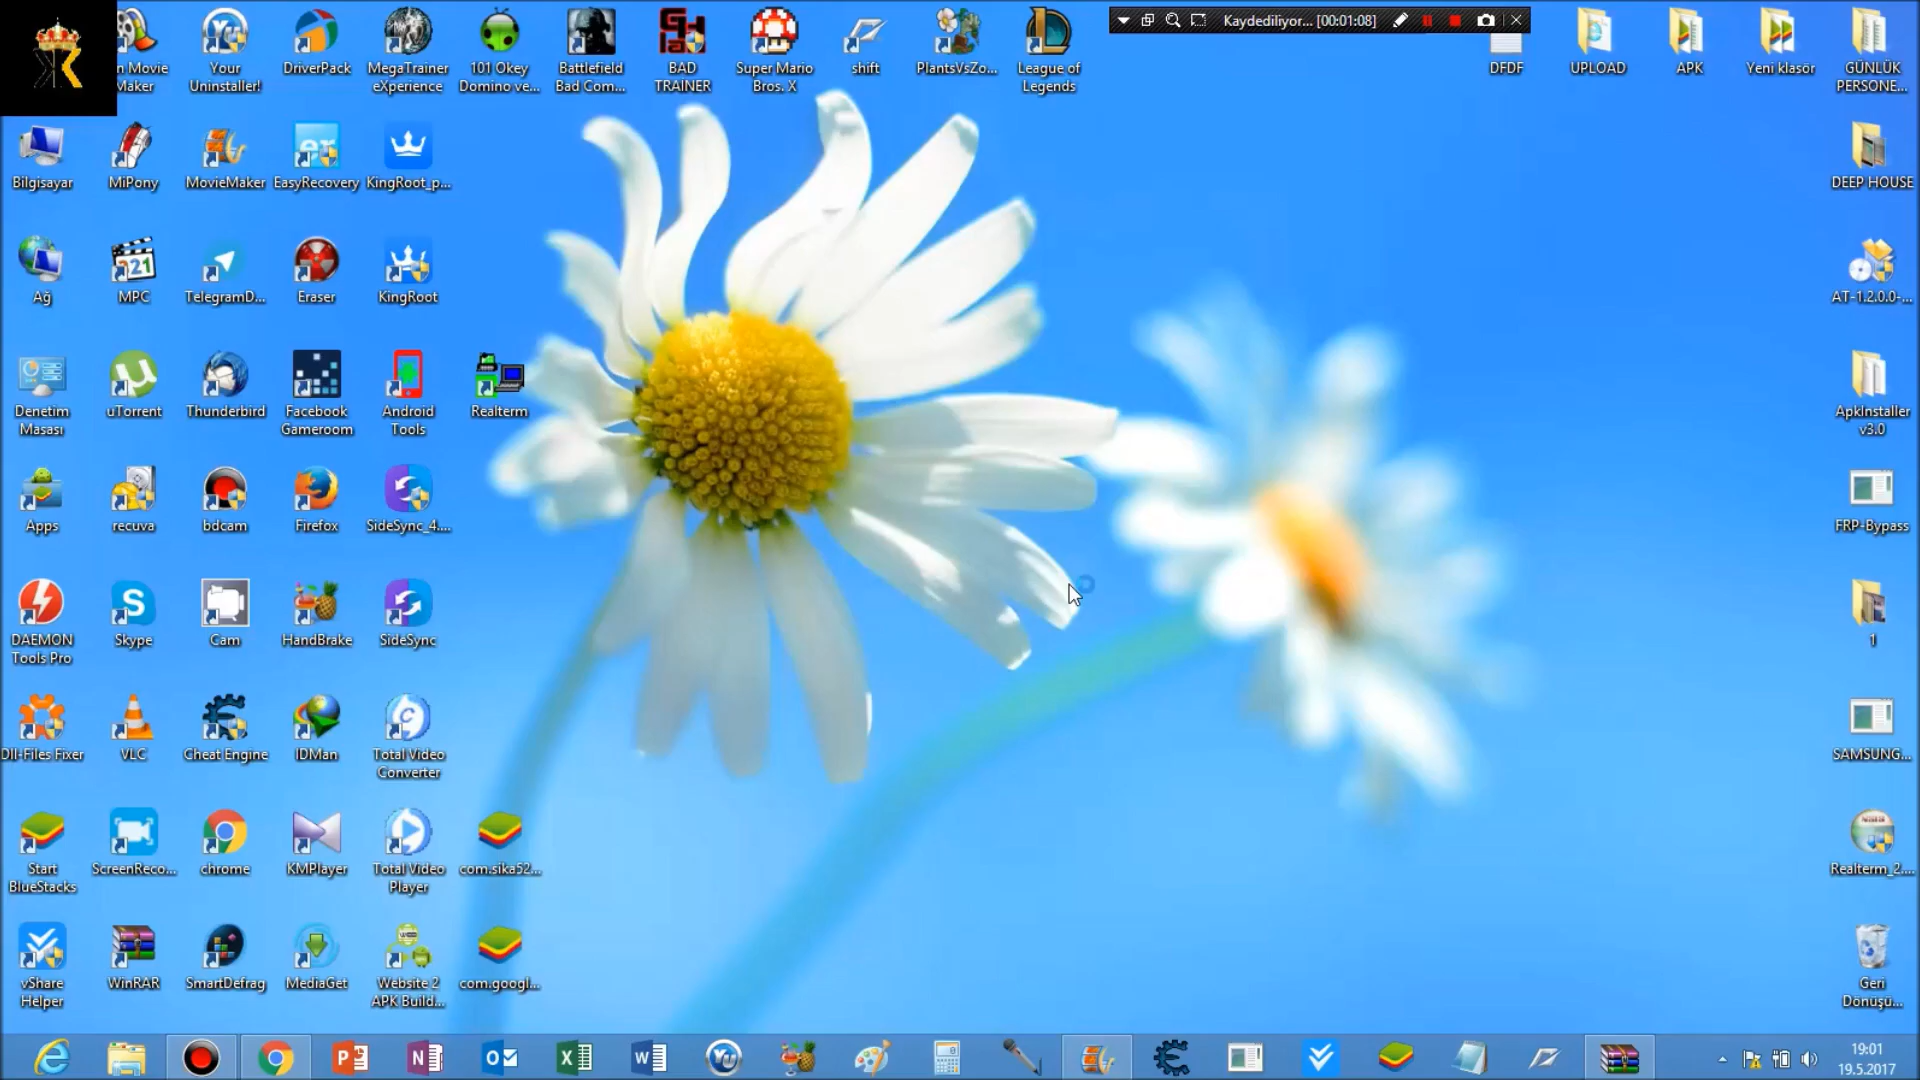 Kaydediliyor... [00:01:08]
n Movie
Maker
Your
Uninstaller!
DriverPack
MegaTrainer
eXperience
101 Okey
Domino ve...
Battlefield
Bad Com...
BAD
TRAINER
Super Mario
Bros. X
shift
PlantsVsZo...
League of
Legends
DFDF
UPLOAD
APK
Yeni klasör
GÜNLÜK
PERSONE...
Bilgisayar
MiPony
MovieMaker
EasyRecovery
KingRoot_p...
DEEP HOUSE
Ağ
MPC
TelegramD...
Eraser
KingRoot
AT-1.2.0.0-...
Denetim
Masası
uTorrent
Thunderbird
Facebook
Gameroom
Android
Tools
Realterm
ApkInstaller
v3.0
Apps
recuva
bdcam
Firefox
SideSync_4....
FRP-Bypass
DAEMON
Tools Pro
Skype
Cam
HandBrake
SideSync
1
Dll-Files Fixer
VLC
Cheat Engine
IDMan
Total Video
Converter
SAMSUNG...
Start
BlueStacks
ScreenReco...
chrome
KMPlayer
Total Video
Player
com.sika52...
Realterm_2....
vShare
Helper
WinRAR
SmartDefrag
MediaGet
Website 2
APK Build...
com.googl...
Geri
Dönüşü...
19:01
19.5.2017